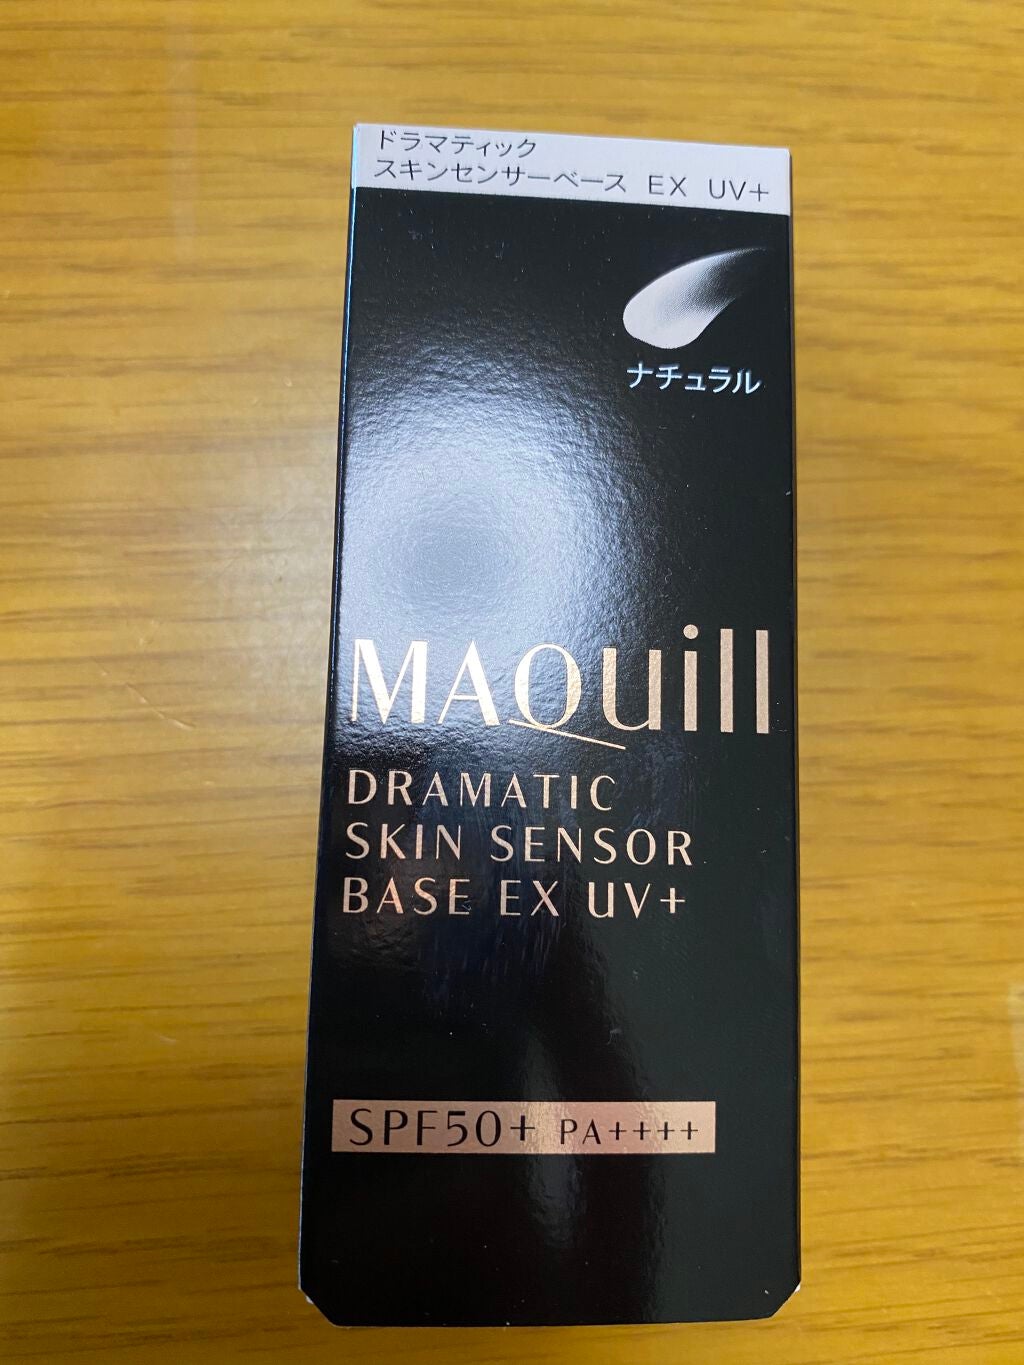 ドラマティック
スキンセンサーベース EX UV+
ナチュラル
MAQuill
DRAMATIC
SKIN SENSOR
BASE EX UV+
SPF50+ PA++++